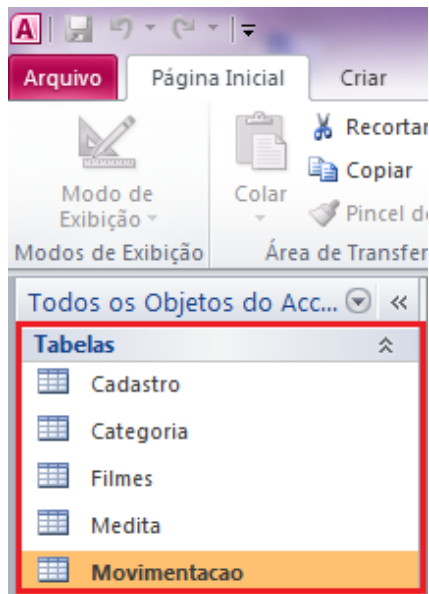 A
Arquivo Página Inicial Criar
Recortar
Copiar
Pincel d
Modo de Exibição
Colar
Modos de Exibição Área de Transfer
Todos os Objetos do Acc...
Tabelas
Cadastro
Categoria
Filmes
Medita
Movimentacao